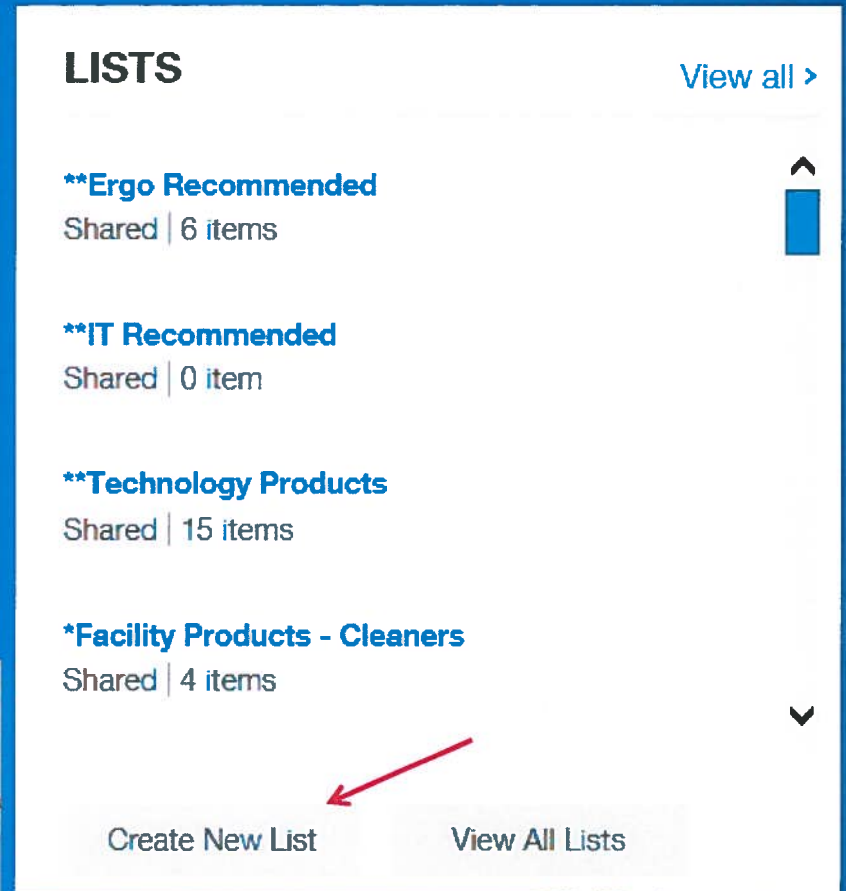 LISTS
View all >
**Ergo Recommended
Shared | 6 items
**IT Recommended
Shared | 0 item
**Technology Products
Shared | 15 items
*Facility Products - Cleaners
Shared | 4 items
Create New List
View All Lists